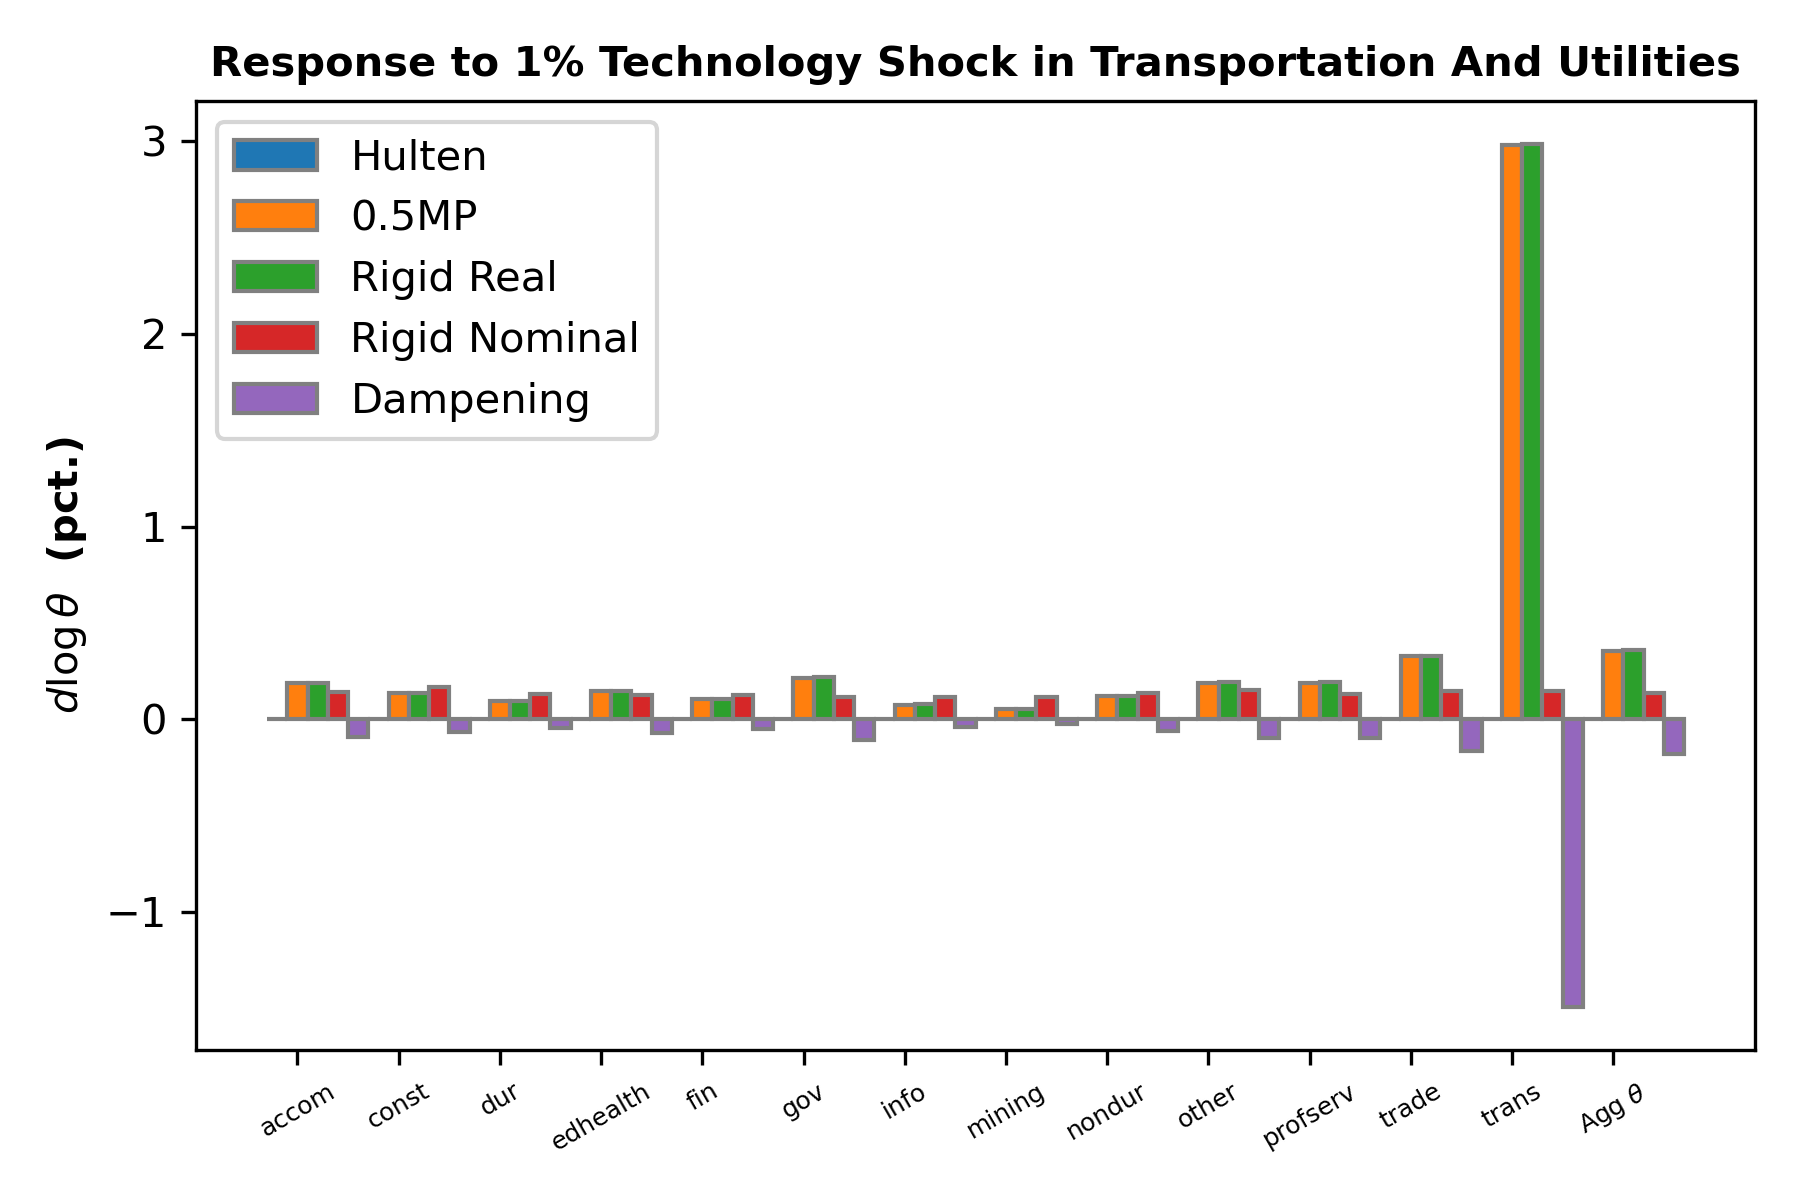 Response to 1% Technology Shock in Transportation And Utilities
Hulten
0.5MP
Rigid Real
Rigid Nominal
Dampening
d log θ (pct.)
3
2
1
0
−1
accom
const
dur
edhealth
fin
gov
info
mining
nondur
other
profserv
trade
trans
Agg θ